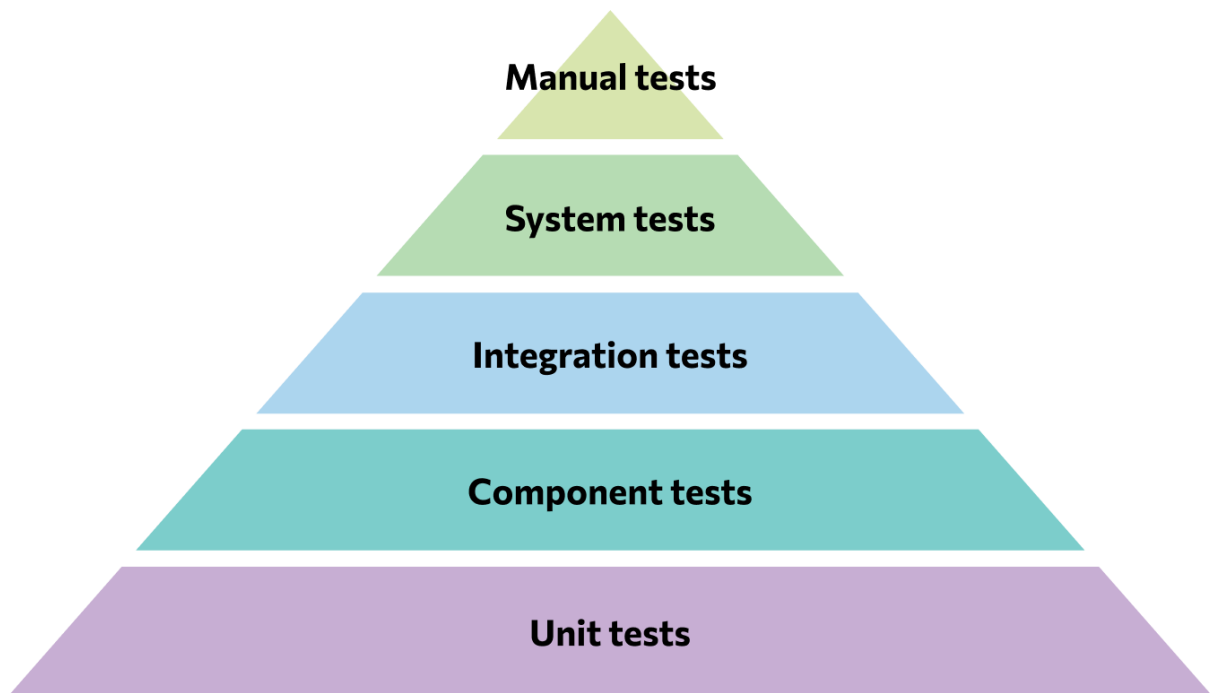 Manual tests
System tests
Integration tests
Component tests
Unit tests